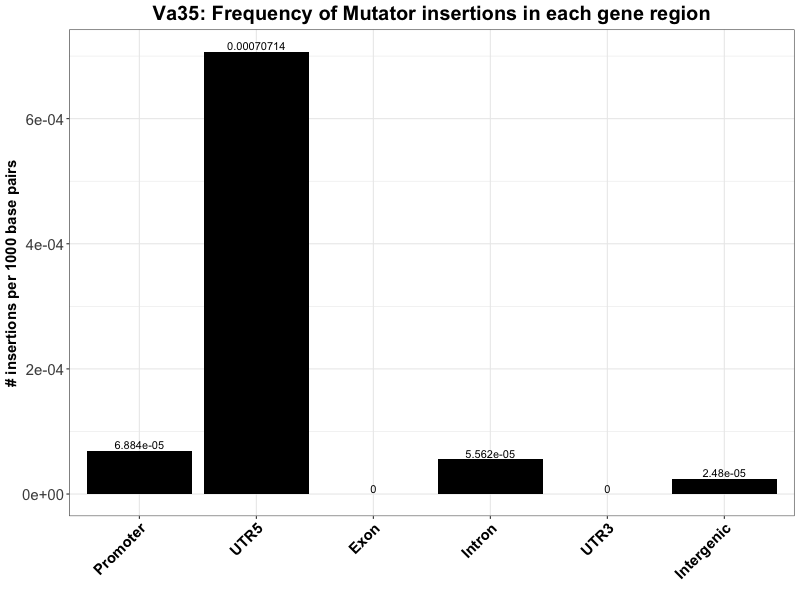 Va35: Frequency of Mutator insertions in each gene region
# insertions per 1000 base pairs
6e-04
4e-04
2e-04
0e+00
6.884e-05
0.00070714
0
5.562e-05
0
2.48e-05
Promoter
UTR5
Exon
Intron
UTR3
Intergenic